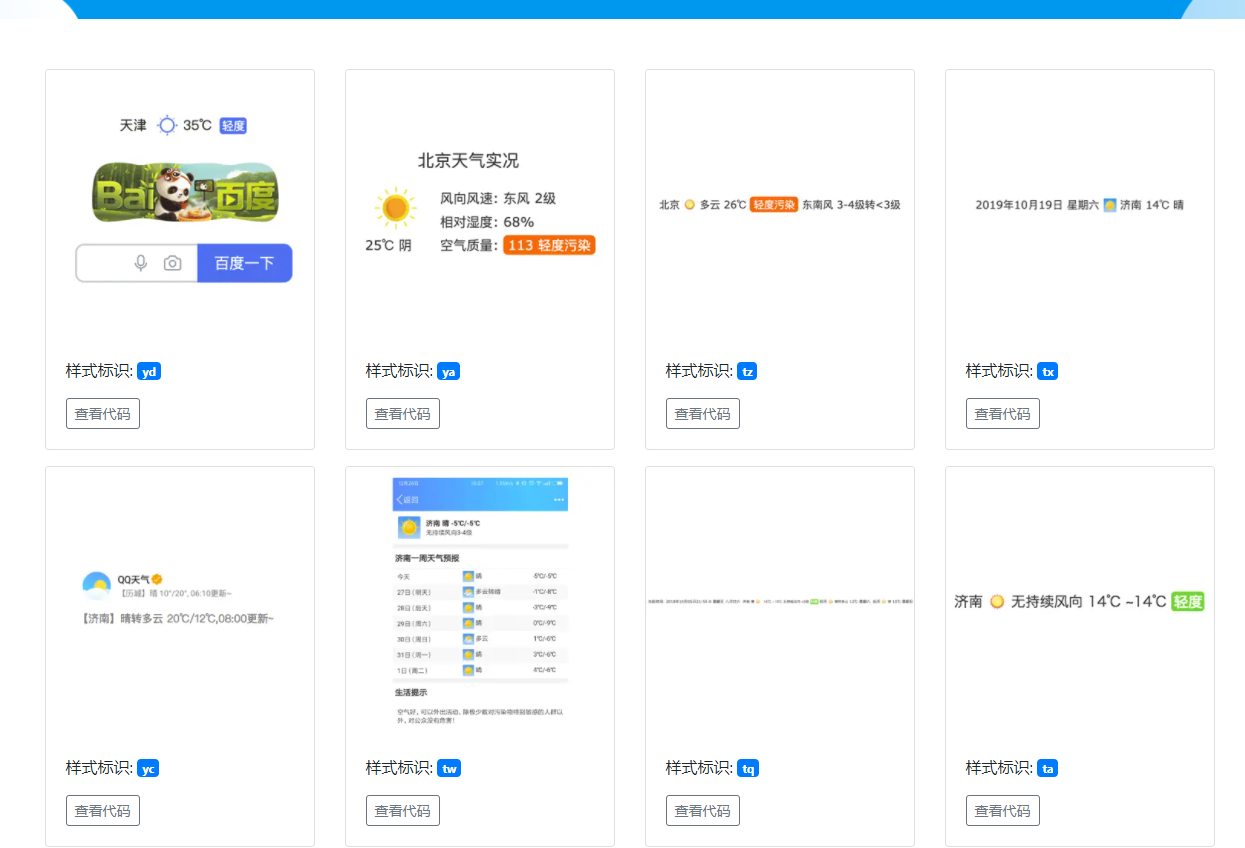 天津 35℃ 轻度
Bai 百度
百度一下
样式标识: yd
查看代码
北京天气实况
风向风速: 东风 2级
相对湿度: 68%
25℃ 阴 空气质量: 113 轻度污染
样式标识: ya
查看代码
北京 多云 26℃ 轻度污染 东南风 3-4级转<3级
样式标识: tz
查看代码
2019年10月19日 星期六 济南 14℃ 晴
样式标识: tx
查看代码
QQ天气
【历城】晴 10°/20°, 06:10更新~
【济南】晴转多云 20℃/12℃,08:00更新~
样式标识: yc
查看代码
返回
济南 晴 -5℃/-5℃
无持续风向3-4级
济南一周天气预报
今天 晴 -5℃/-5℃
27日 (明天) 多云转晴 -1℃/-8℃
28日 (后天) 晴 -3℃/-9℃
29日 (周六) 晴 0℃/-9℃
30日 (周日) 多云 1℃/-6℃
31日 (周一) 晴 3℃/-6℃
1日 (周二) 晴 4℃/-6℃
生活提示
空气好，可以外出活动，除极少数对污染物特别敏感的人群以
外，对公众没有危害！
样式标识: tw
查看代码
样式标识: tq
查看代码
济南 无持续风向 14℃ ~14℃ 轻度
样式标识: ta
查看代码